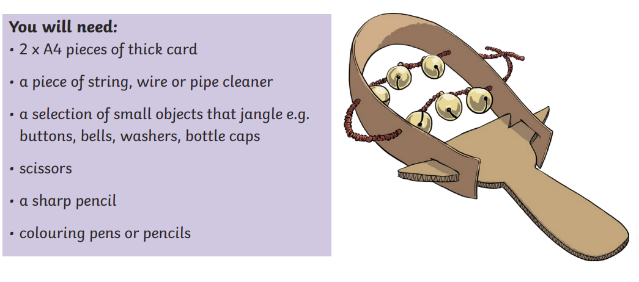 You will need:
• 2 x A4 pieces of thick card
• a piece of string, wire or pipe cleaner
• a selection of small objects that jangle e.g.
buttons, bells, washers, bottle caps
• scissors
• a sharp pencil
• colouring pens or pencils